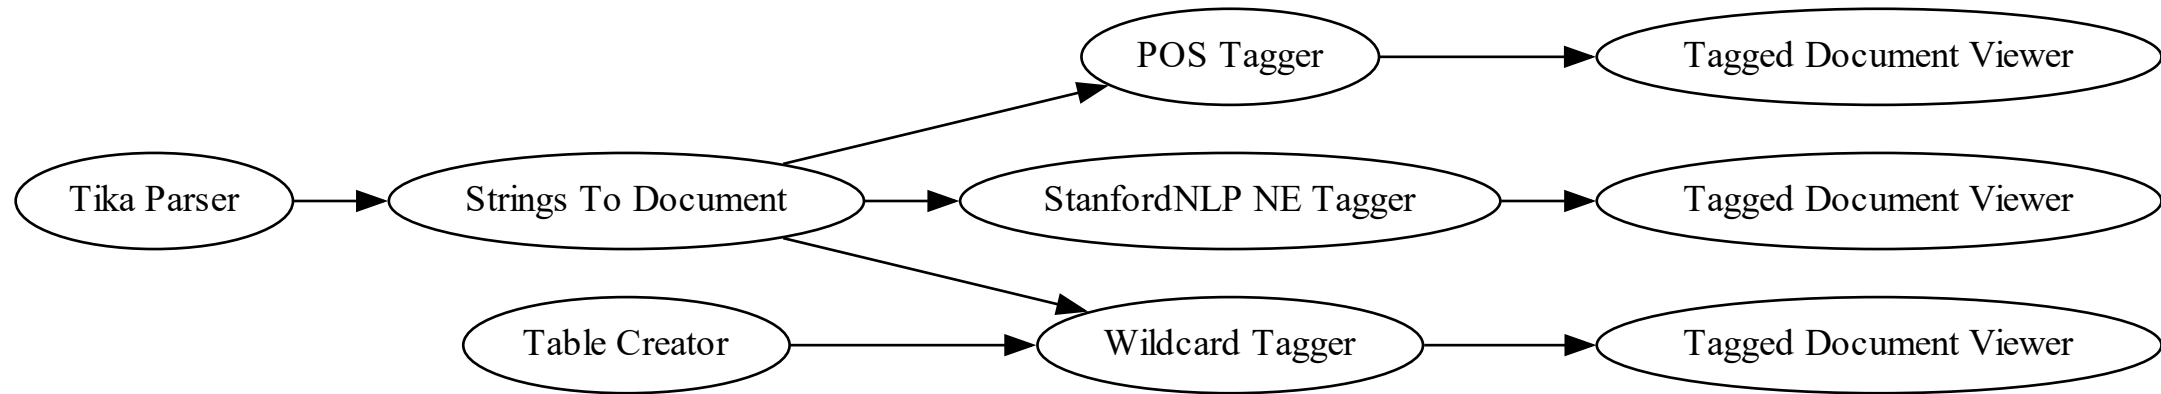 POS Tagger
Tagged Document Viewer
Tika Parser
Strings To Document
StanfordNLP NE Tagger
Tagged Document Viewer
Table Creator
Wildcard Tagger
Tagged Document Viewer